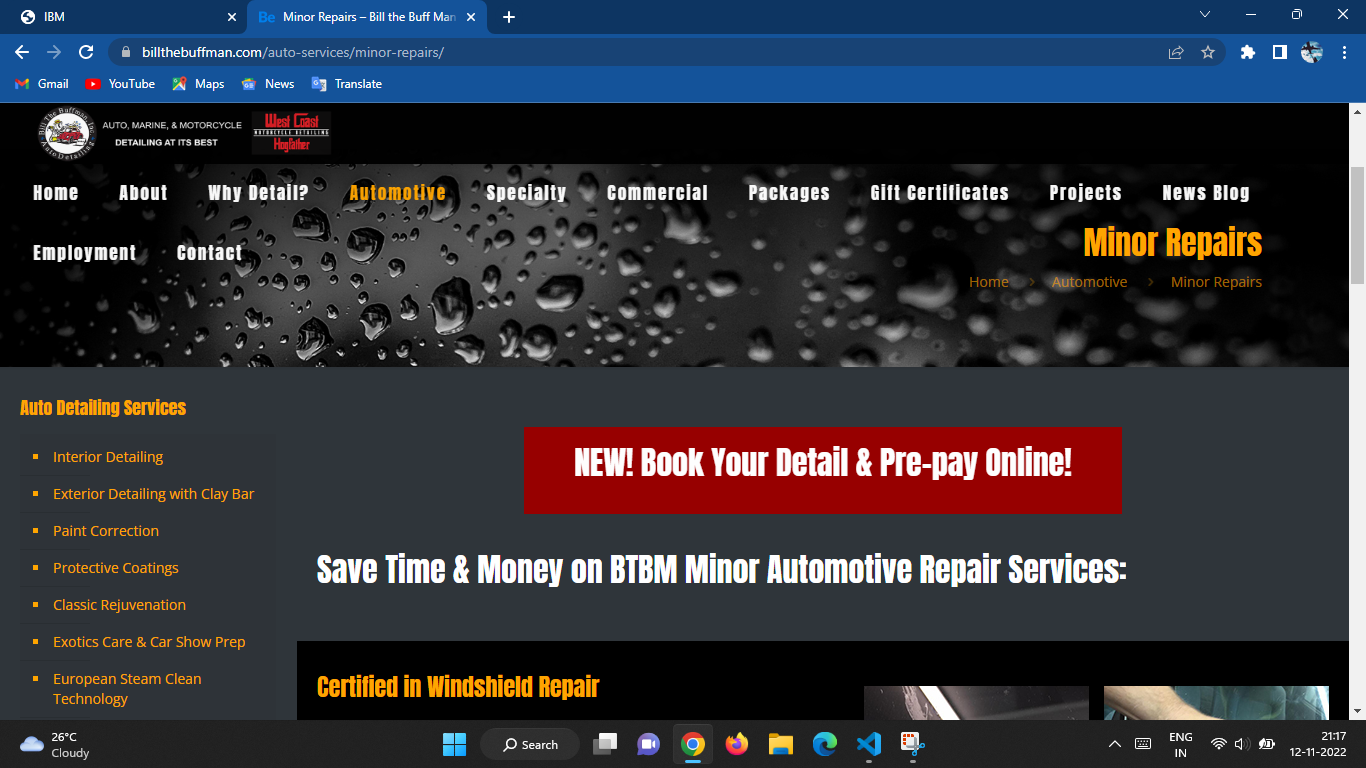 IBM
Be Minor Repairs – Bill the Buff Man
billthebuffman.com/auto-services/minor-repairs/
Gmail YouTube Maps News Translate
Bill The Buffman, Inc.
Auto Detailing
AUTO, MARINE, & MOTORCYCLE
DETAILING AT ITS BEST
West Coast
MOTORCYCLE DETAILING
Hogfather
Home About Why Detail? Automotive Specialty Commercial Packages Gift Certificates Projects News Blog
Employment Contact
Minor Repairs
Home > Automotive > Minor Repairs
Auto Detailing Services
Interior Detailing
Exterior Detailing with Clay Bar
Paint Correction
Protective Coatings
Classic Rejuvenation
Exotics Care & Car Show Prep
European Steam Clean
Technology
NEW! Book Your Detail & Pre-pay Online!
Save Time & Money on BTBM Minor Automotive Repair Services:
Certified in Windshield Repair
26°C
Cloudy
Search
ENG
IN
21:17
12-11-2022